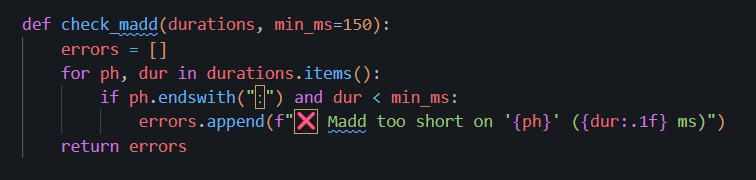 def check_madd(durations, min_ms=150):
    errors = []
    for ph, dur in durations.items():
        if ph.endswith("ː") and dur < min_ms:
            errors.append(f"❌ Madd too short on '{ph}' ({dur:.1f} ms)")
    return errors